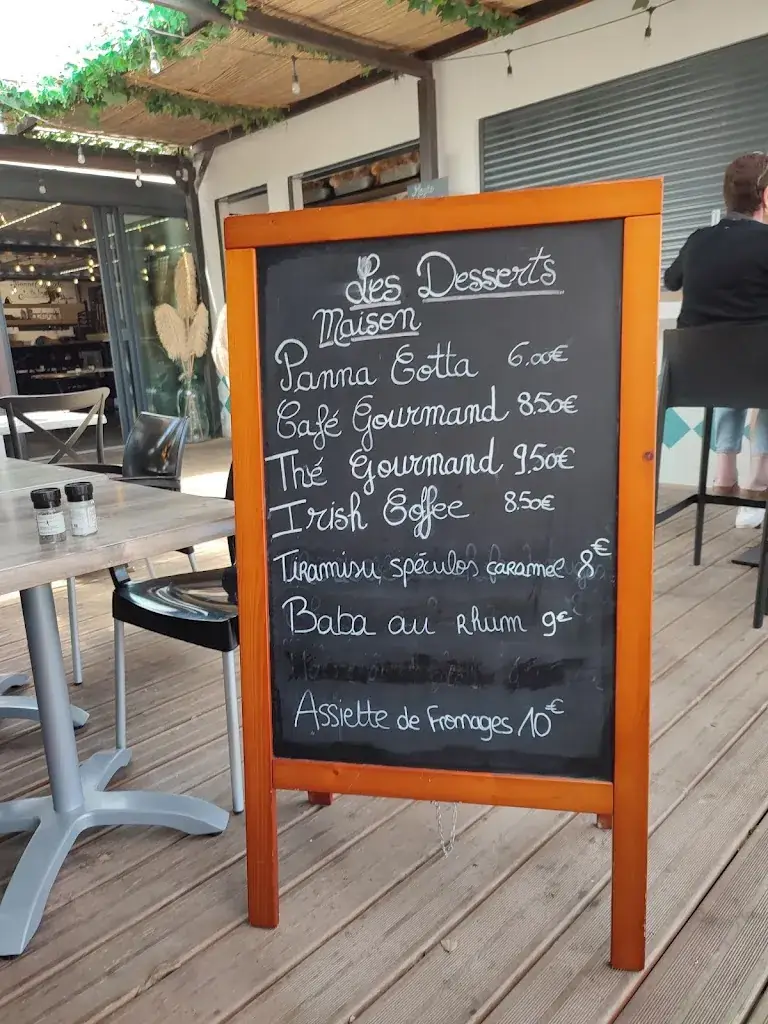 Les Desserts
Maison
Panna Cotta 6.00€
Café Gourmand 8.50€
Thé Gourmand 9.50€
Irish Coffee 8.50€
Tiramisu spéculos caramel 8€
Baba au Rhum 9€
Assiette de Fromages 10€